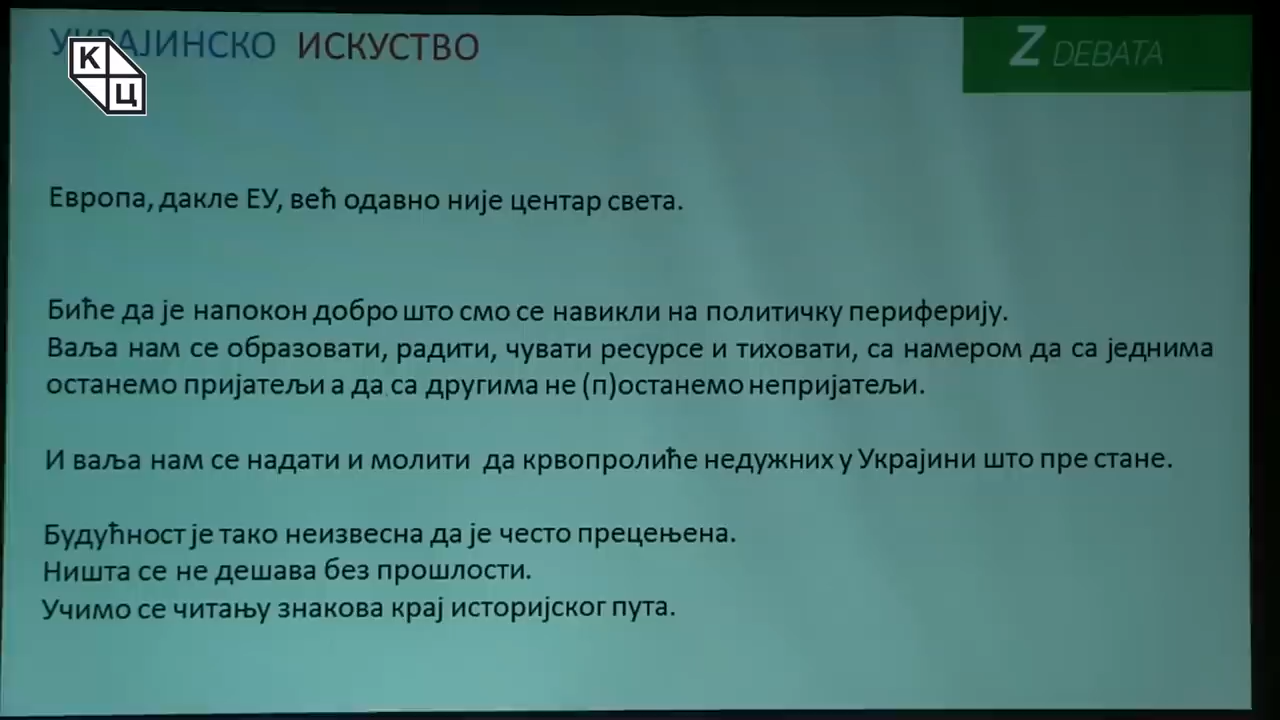 УКРАЈИНСКО ИСКУСТВО
К
Ц
Z DEBATA
Европа, дакле ЕУ, већ одавно није центар света.
Биће да је напокон добро што смо се навикли на политичку периферију.
Ваља нам се образовати, радити, чувати ресурсе и тиховати, са намером да са једнима
останемо пријатељи а да са другима не (п)останемо непријатељи.
И ваља нам се надати и молити да крвопролиће недужних у Украјини што пре стане.
Будућност је тако неизвесна да је често прецењена.
Ништа се не дешава без прошлости.
Учимо се читању знакова крај историјског пута.